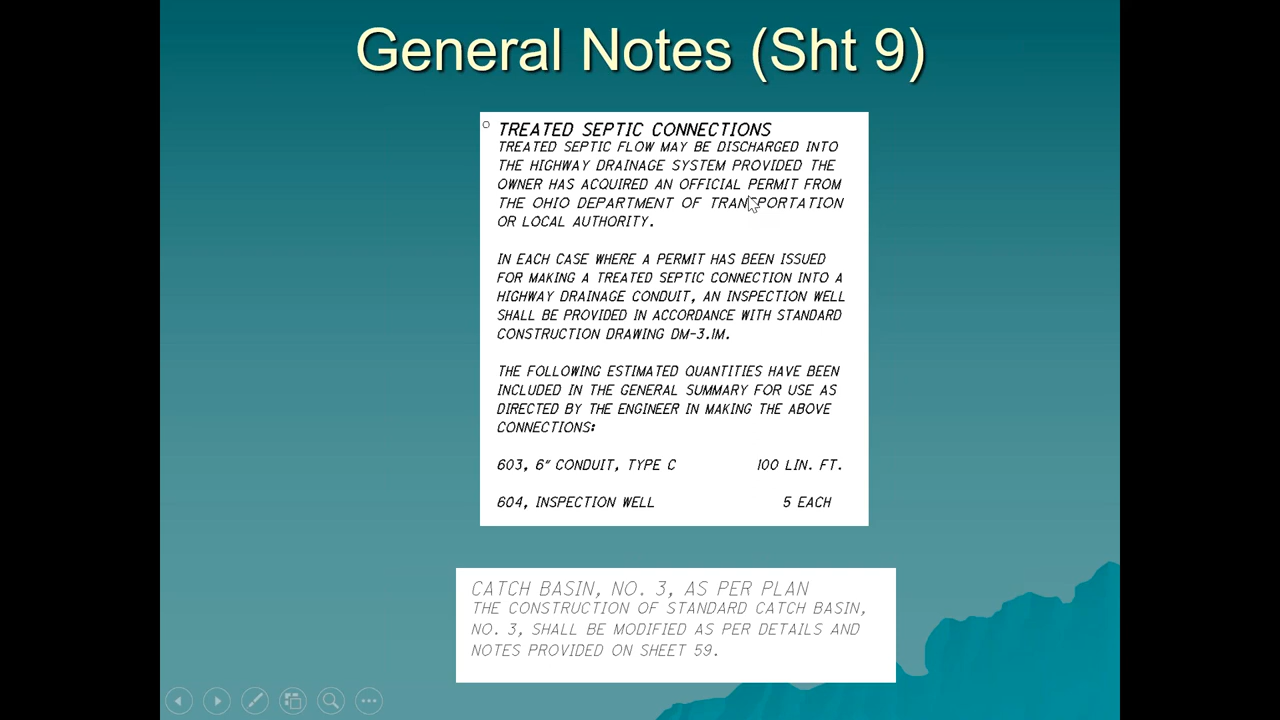 General Notes (Sht 9)
TREATED SEPTIC CONNECTIONS
TREATED SEPTIC FLOW MAY BE DISCHARGED INTO
THE HIGHWAY DRAINAGE SYSTEM PROVIDED THE
OWNER HAS ACQUIRED AN OFFICIAL PERMIT FROM
THE OHIO DEPARTMENT OF TRANSPORTATION
OR LOCAL AUTHORITY.
IN EACH CASE WHERE A PERMIT HAS BEEN ISSUED
FOR MAKING A TREATED SEPTIC CONNECTION INTO A
HIGHWAY DRAINAGE CONDUIT, AN INSPECTION WELL
SHALL BE PROVIDED IN ACCORDANCE WITH STANDARD
CONSTRUCTION DRAWING DM-3.1M.
THE FOLLOWING ESTIMATED QUANTITIES HAVE BEEN
INCLUDED IN THE GENERAL SUMMARY FOR USE AS
DIRECTED BY THE ENGINEER IN MAKING THE ABOVE
CONNECTIONS:
603, 6" CONDUIT, TYPE C 100 LIN. FT.
604, INSPECTION WELL 5 EACH
CATCH BASIN, NO. 3, AS PER PLAN
THE CONSTRUCTION OF STANDARD CATCH BASIN,
NO. 3, SHALL BE MODIFIED AS PER DETAILS AND
NOTES PROVIDED ON SHEET 59.